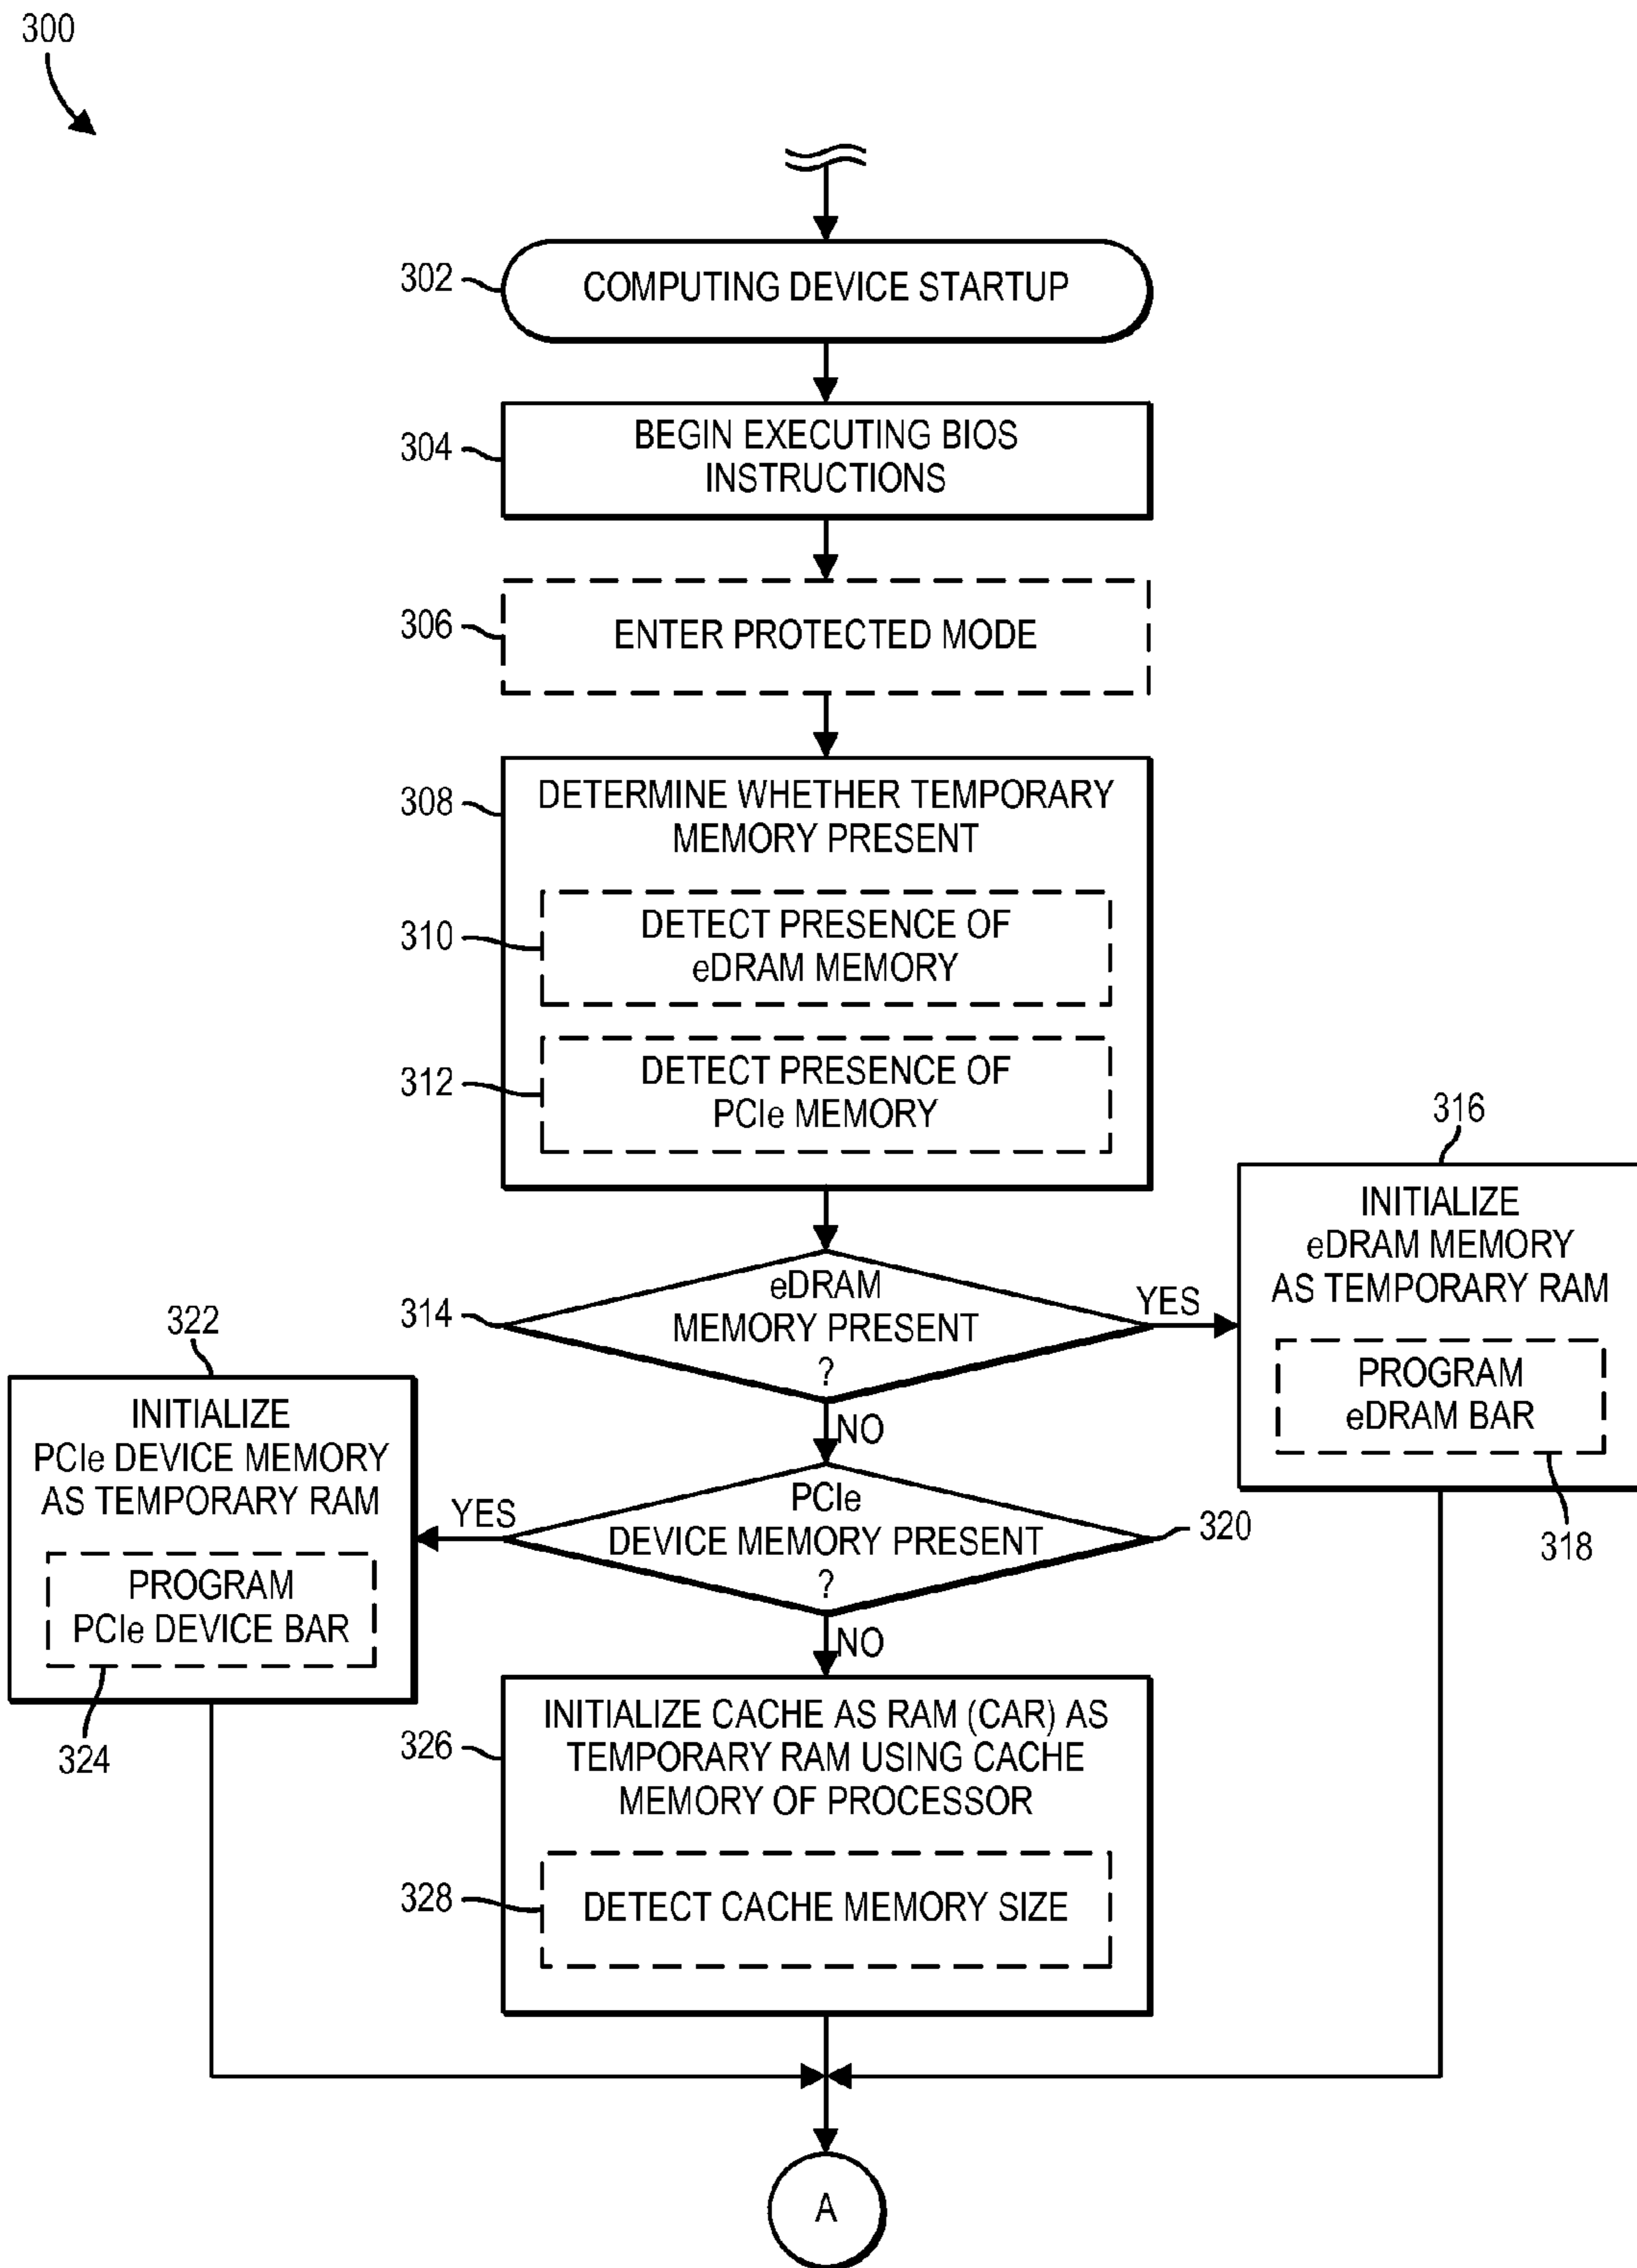 300
302
COMPUTING DEVICE STARTUP
304
BEGIN EXECUTING BIOS
INSTRUCTIONS
306
ENTER PROTECTED MODE
308
DETERMINE WHETHER TEMPORARY
MEMORY PRESENT
310
DETECT PRESENCE OF
eDRAM MEMORY
312
DETECT PRESENCE OF
PCIe MEMORY
314
eDRAM
MEMORY PRESENT
?
YES
NO
316
INITIALIZE
eDRAM MEMORY
AS TEMPORARY RAM
PROGRAM
eDRAM BAR
318
320
PCIe
DEVICE MEMORY PRESENT
?
YES
NO
322
INITIALIZE
PCIe DEVICE MEMORY
AS TEMPORARY RAM
PROGRAM
PCIe DEVICE BAR
324
326
INITIALIZE CACHE AS RAM (CAR) AS
TEMPORARY RAM USING CACHE
MEMORY OF PROCESSOR
328
DETECT CACHE MEMORY SIZE
A